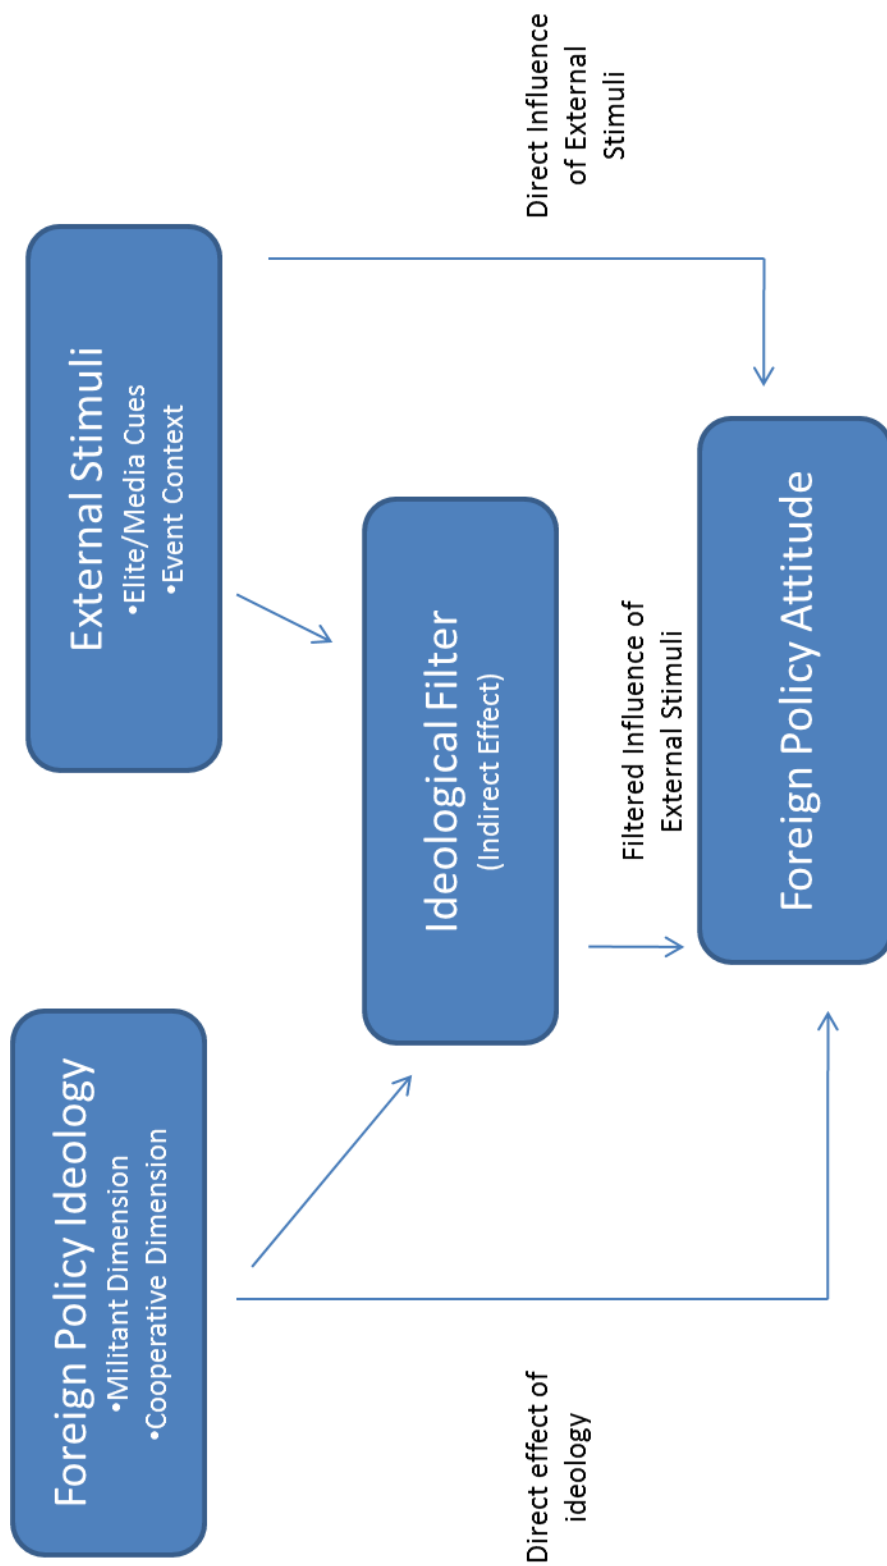 Foreign Policy Ideology
•Militant Dimension
•Cooperative Dimension
External Stimuli
•Elite/Media Cues
•Event Context
Ideological Filter
(Indirect Effect)
Direct effect of
ideology
Direct Influence
of External
Stimuli
Filtered Influence of
External Stimuli
Foreign Policy Attitude